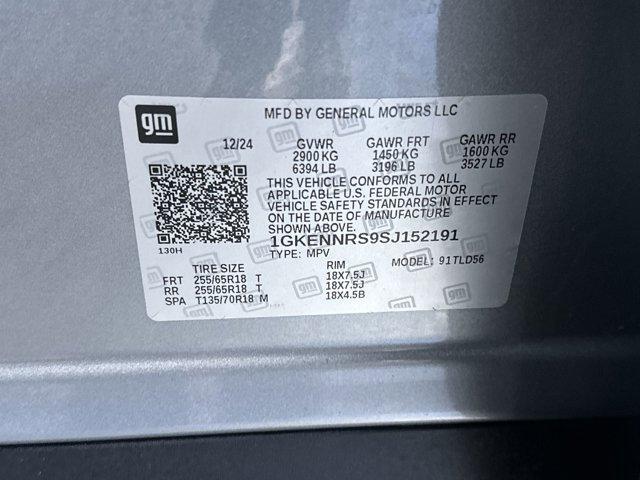 gm
MFD BY GENERAL MOTORS LLC
12/24 GVWR GAWR FRT GAWR RR
2900 KG 1450 KG 1600 KG
6394 LB 3196 LB 3527 LB
THIS VEHICLE CONFORMS TO ALL
APPLICABLE U.S. FEDERAL MOTOR
VEHICLE SAFETY STANDARDS IN EFFECT
ON THE DATE OF MANUFACTURE
SHOWN ABOVE.
1GKENNRS9SJ152191
130H
TYPE: MPV MODEL: 91TLD56
TIRE SIZE RIM
FRT 255/65R18 T 18X7.5J
RR 255/65R18 T 18X7.5J
SPA T135/70R18 M 18X4.5B